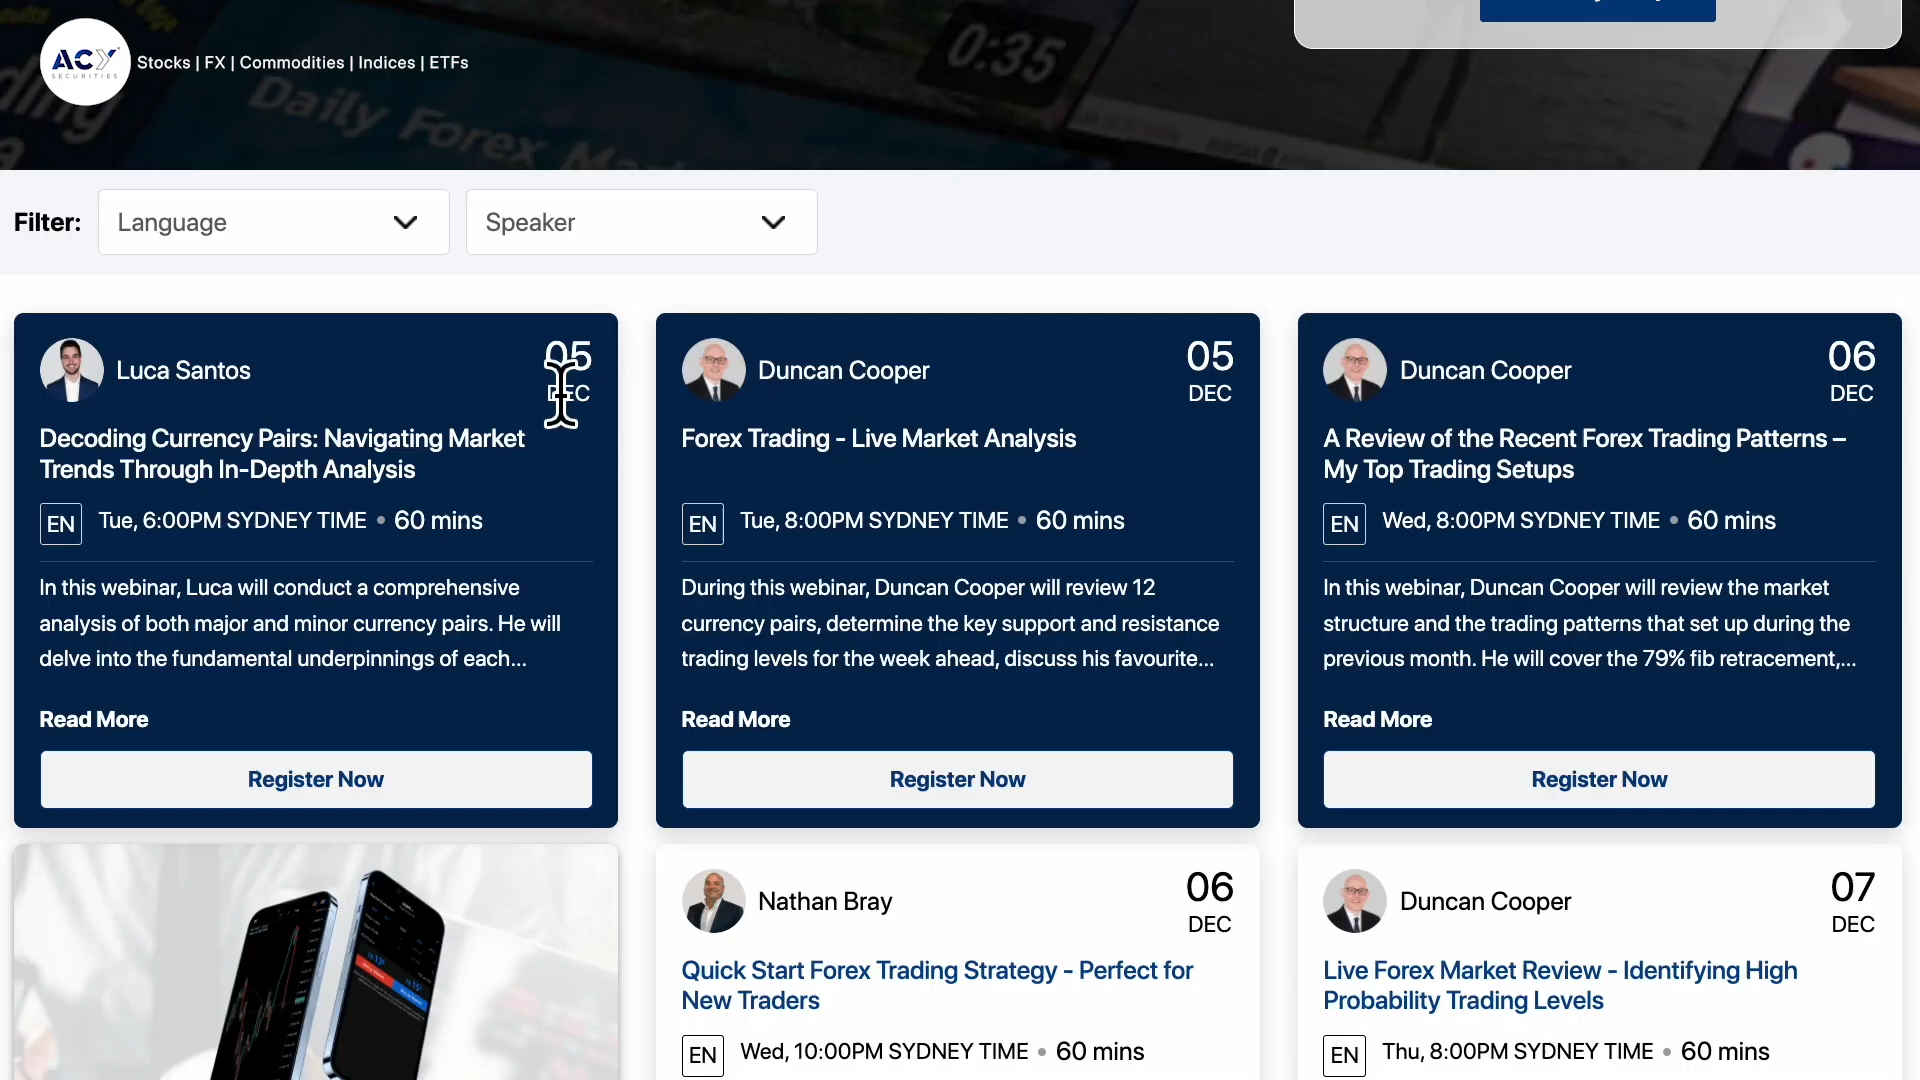 ACY
SECURITIES
Stocks | FX | Commodities | Indices | ETFs
0:35
Daily Forex
Filter:
Language
Speaker
Luca Santos
05
DEC
Decoding Currency Pairs: Navigating Market
Trends Through In-Depth Analysis
EN
Tue, 6:00PM SYDNEY TIME • 60 mins
In this webinar, Luca will conduct a comprehensive
analysis of both major and minor currency pairs. He will
delve into the fundamental underpinnings of each...
Read More
Register Now
Duncan Cooper
05
DEC
Forex Trading - Live Market Analysis
EN
Tue, 8:00PM SYDNEY TIME • 60 mins
During this webinar, Duncan Cooper will review 12
currency pairs, determine the key support and resistance
trading levels for the week ahead, discuss his favourite...
Read More
Register Now
Duncan Cooper
06
DEC
A Review of the Recent Forex Trading Patterns –
My Top Trading Setups
EN
Wed, 8:00PM SYDNEY TIME • 60 mins
In this webinar, Duncan Cooper will review the market
structure and the trading patterns that set up during the
previous month. He will cover the 79% fib retracement,...
Read More
Register Now
Nathan Bray
06
DEC
Quick Start Forex Trading Strategy - Perfect for
New Traders
EN
Wed, 10:00PM SYDNEY TIME • 60 mins
Duncan Cooper
07
DEC
Live Forex Market Review - Identifying High
Probability Trading Levels
EN
Thu, 8:00PM SYDNEY TIME • 60 mins